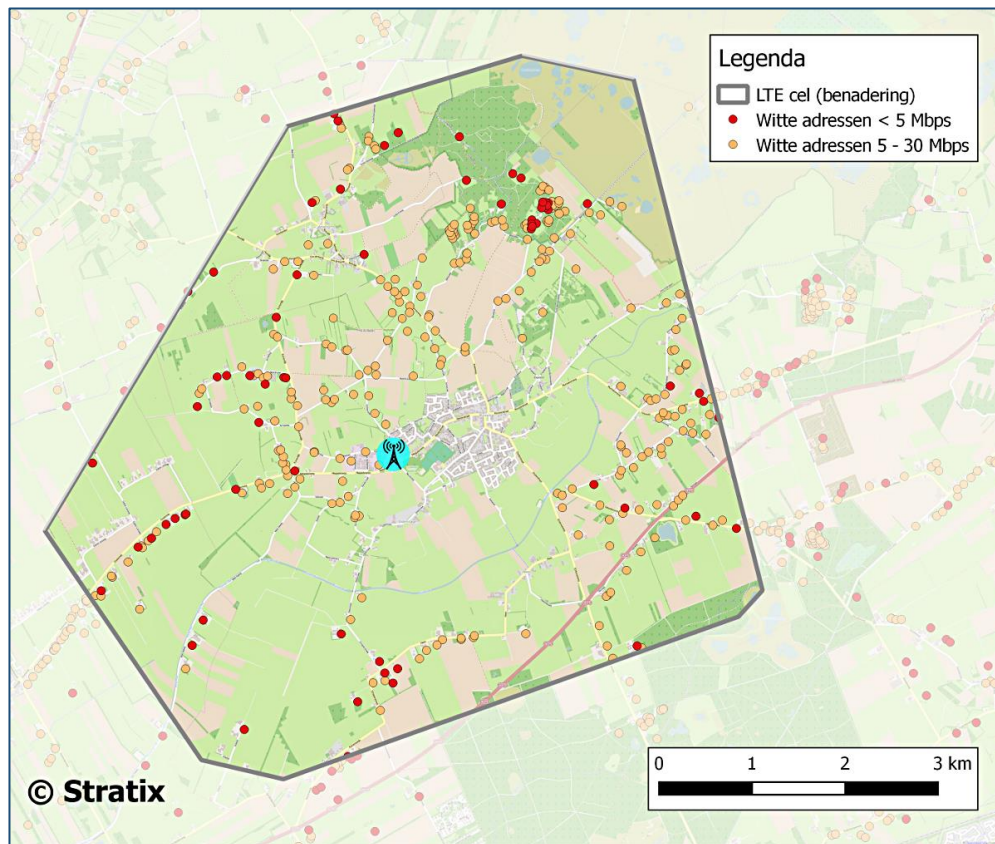 Legenda
LTE cel (benadering)
Witte adressen < 5 Mbps
Witte adressen 5 - 30 Mbps
0 1 2 3 km
© Stratix